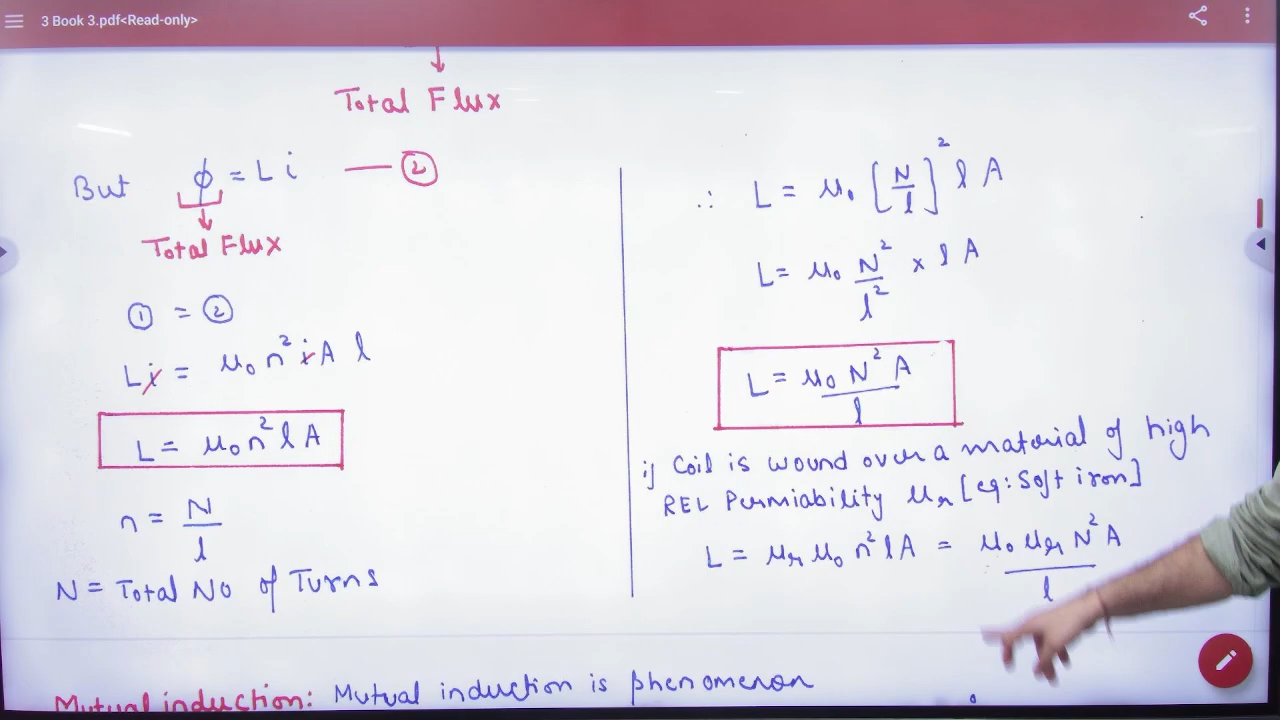 3 Book 3.pdf<Read-only>
Total Flux
But ϕ = Li — ②
Total Flux
① = ②
Li = μ₀ n² i A l
L = μ₀ n² l A
n = N/l
N = Total No of Turns
∴ L = μ₀ [N/l]² l A
L = μ₀ N²/l² × l A
L = μ₀ N² A / l
if Coil is wound over a material of high
REL Permiability μᵣ [eg: Soft iron]
L = μᵣ μ₀ n² l A = μ₀ μᵣ N² A / l
Mutual induction: Mutual induction is phenomenon